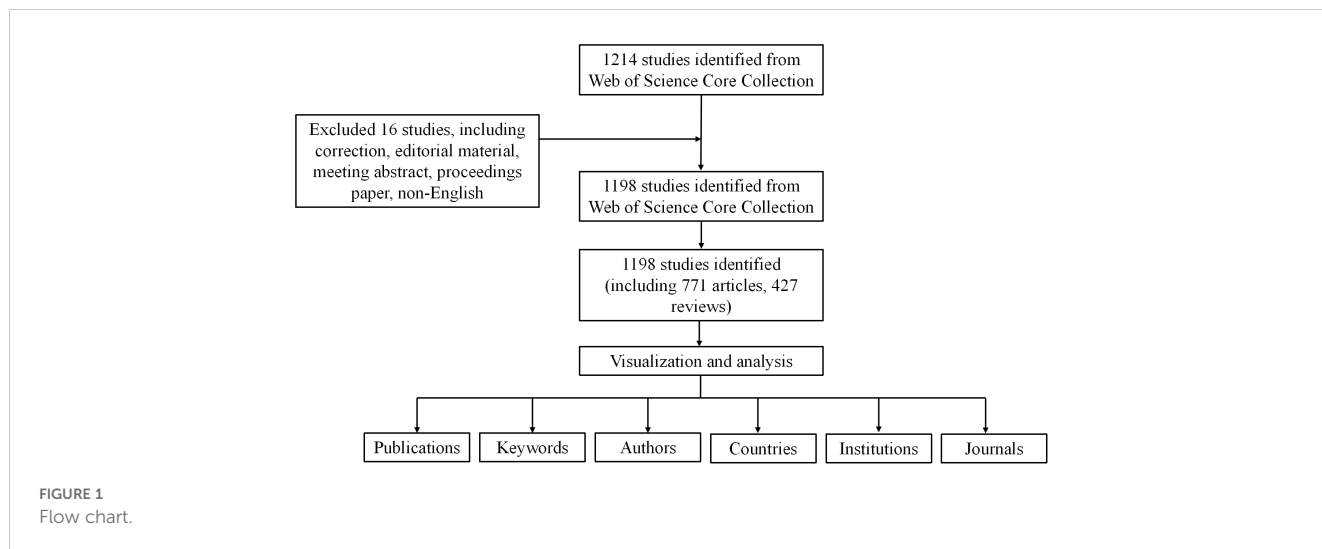 1214 studies identified from
Web of Science Core Collection
Excluded 16 studies, including
correction, editorial material,
meeting abstract, proceedings
paper, non-English
1198 studies identified from
Web of Science Core Collection
1198 studies identified
(including 771 articles, 427
reviews)
Visualization and analysis
Publications
Keywords
Authors
Countries
Institutions
Journals
FIGURE 1
Flow chart.